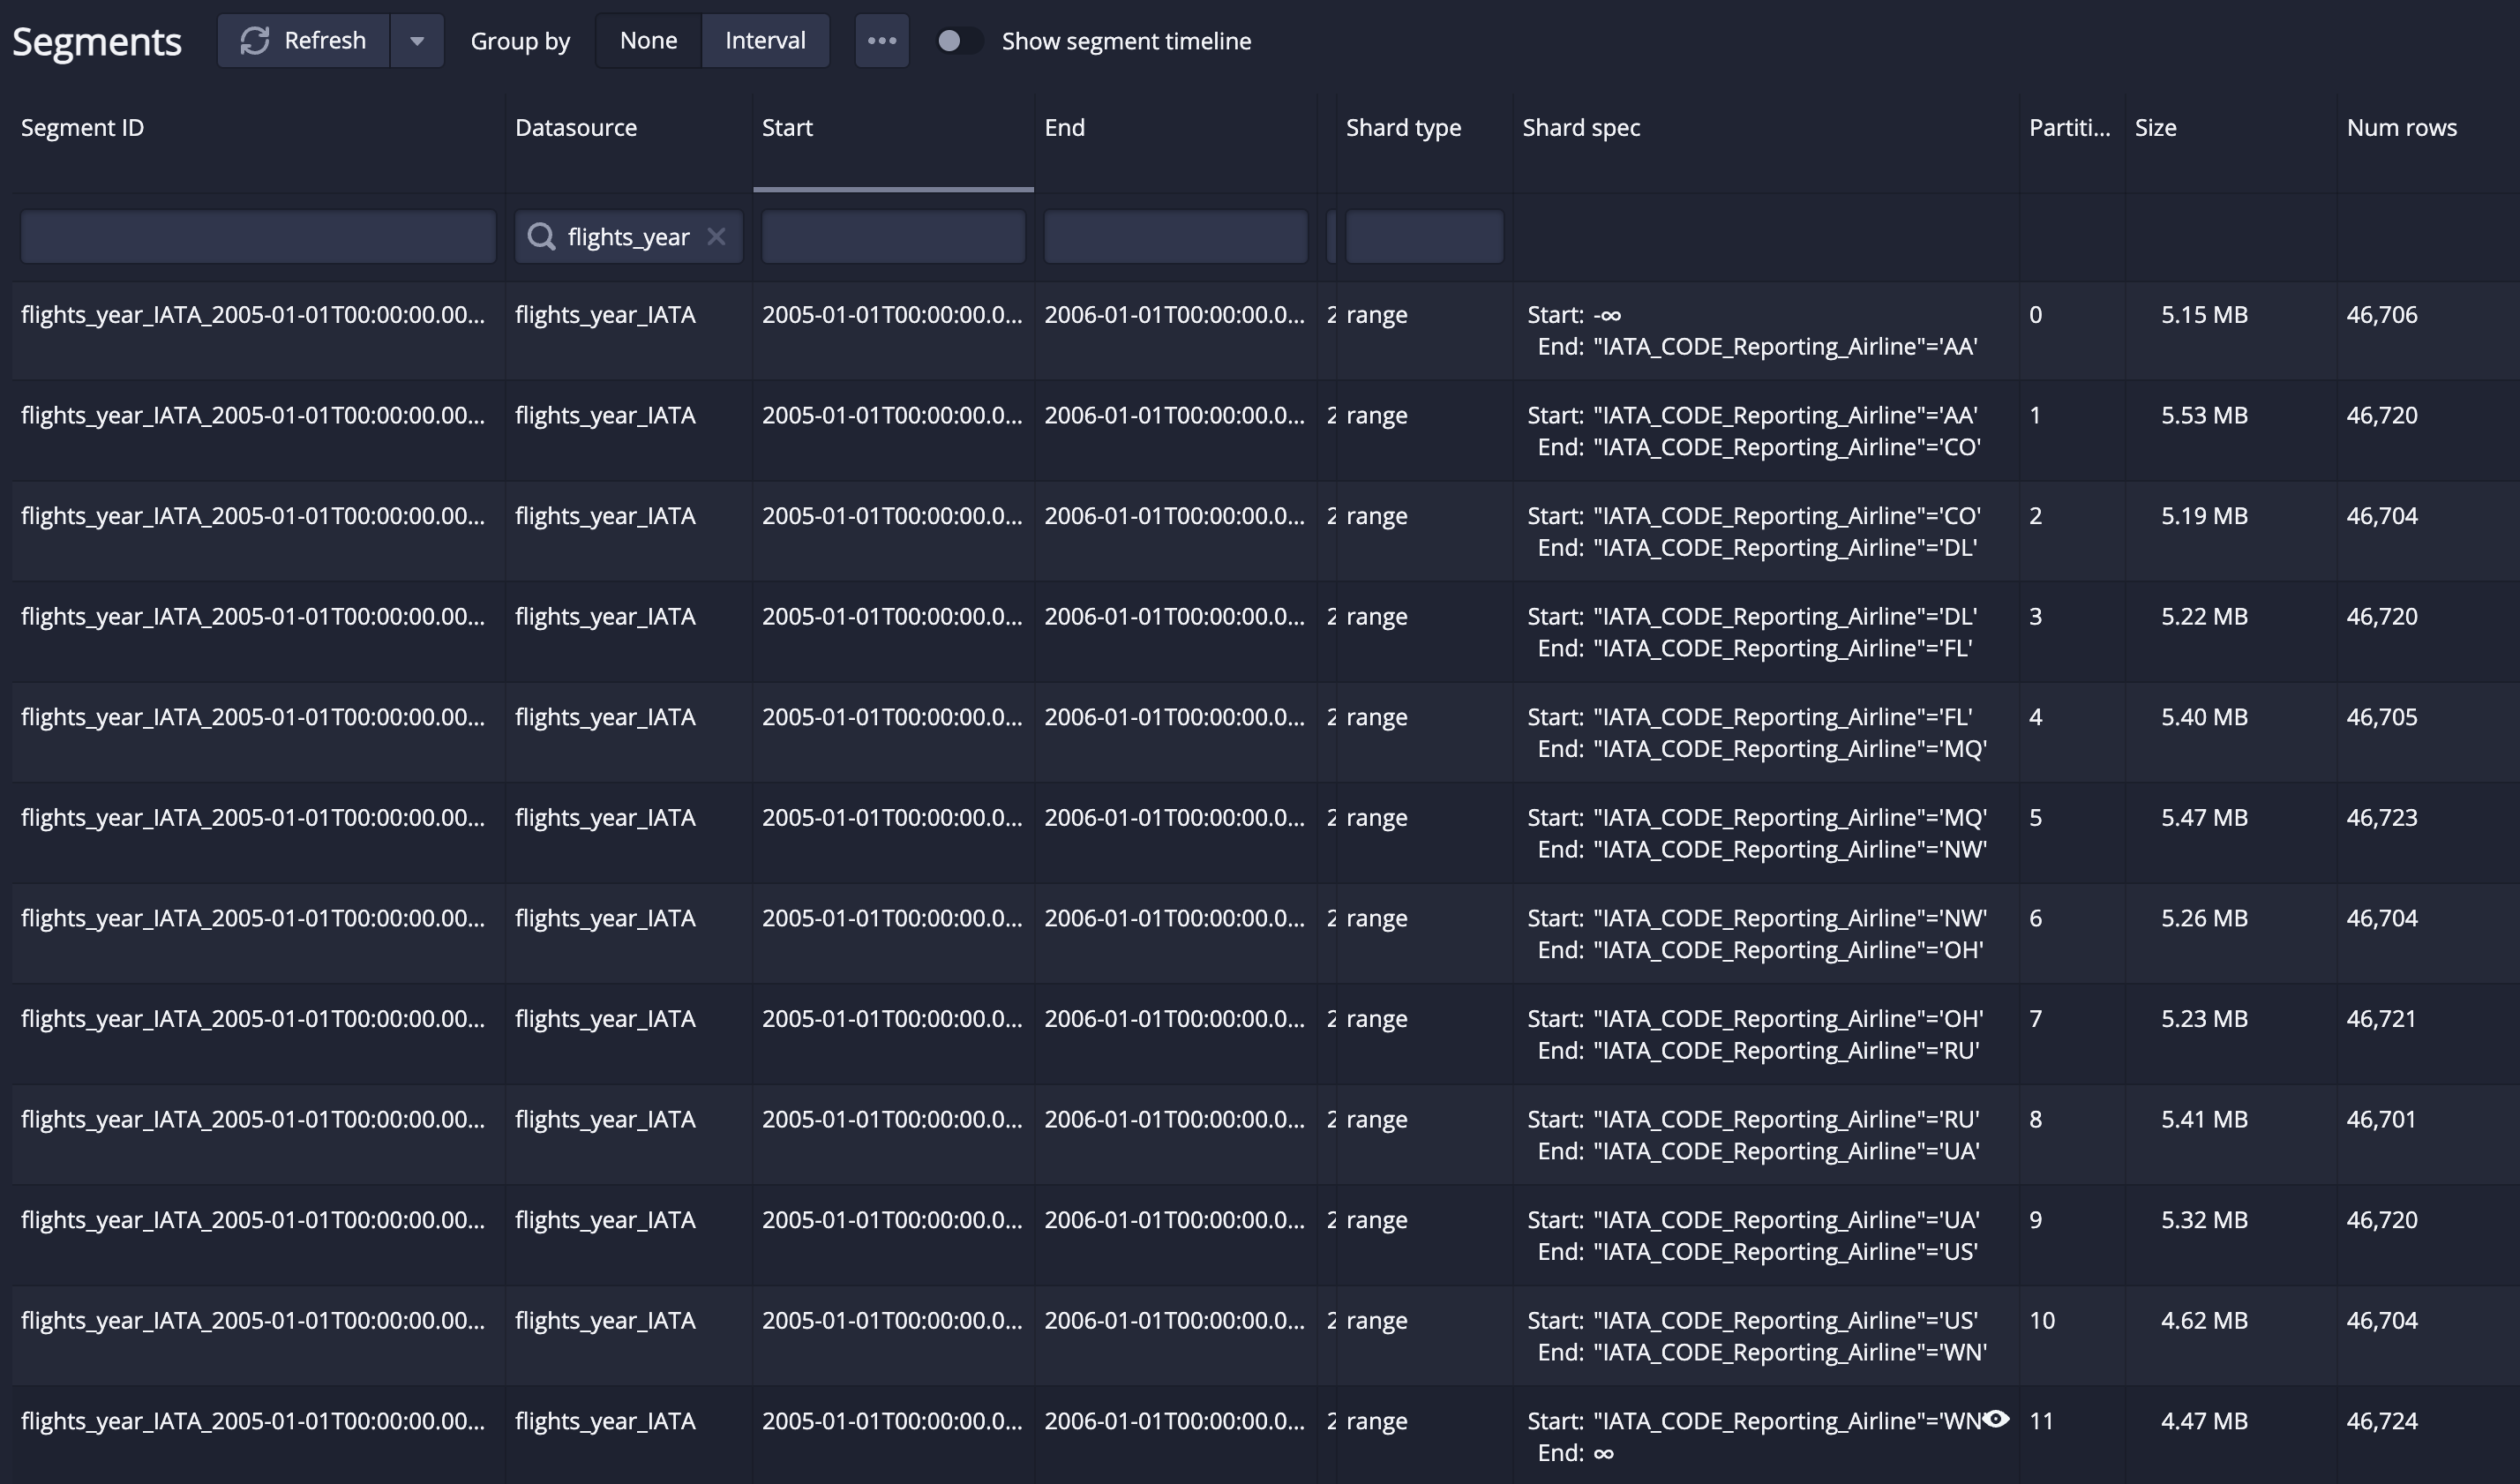 Segments Refresh Group by None Interval ••• Show segment timeline
Segment ID Datasource Start End Shard type Shard spec Partiti... Size Num rows
flights_year
flights_year_IATA_2005-01-01T00:00:00.00... flights_year_IATA 2005-01-01T00:00:00.0... 2006-01-01T00:00:00.0... 2 range Start: -∞ 0 5.15 MB 46,706
End: "IATA_CODE_Reporting_Airline"='AA'
flights_year_IATA_2005-01-01T00:00:00.00... flights_year_IATA 2005-01-01T00:00:00.0... 2006-01-01T00:00:00.0... 2 range Start: "IATA_CODE_Reporting_Airline"='AA' 1 5.53 MB 46,720
End: "IATA_CODE_Reporting_Airline"='CO'
flights_year_IATA_2005-01-01T00:00:00.00... flights_year_IATA 2005-01-01T00:00:00.0... 2006-01-01T00:00:00.0... 2 range Start: "IATA_CODE_Reporting_Airline"='CO' 2 5.19 MB 46,704
End: "IATA_CODE_Reporting_Airline"='DL'
flights_year_IATA_2005-01-01T00:00:00.00... flights_year_IATA 2005-01-01T00:00:00.0... 2006-01-01T00:00:00.0... 2 range Start: "IATA_CODE_Reporting_Airline"='DL' 3 5.22 MB 46,720
End: "IATA_CODE_Reporting_Airline"='FL'
flights_year_IATA_2005-01-01T00:00:00.00... flights_year_IATA 2005-01-01T00:00:00.0... 2006-01-01T00:00:00.0... 2 range Start: "IATA_CODE_Reporting_Airline"='FL' 4 5.40 MB 46,705
End: "IATA_CODE_Reporting_Airline"='MQ'
flights_year_IATA_2005-01-01T00:00:00.00... flights_year_IATA 2005-01-01T00:00:00.0... 2006-01-01T00:00:00.0... 2 range Start: "IATA_CODE_Reporting_Airline"='MQ' 5 5.47 MB 46,723
End: "IATA_CODE_Reporting_Airline"='NW'
flights_year_IATA_2005-01-01T00:00:00.00... flights_year_IATA 2005-01-01T00:00:00.0... 2006-01-01T00:00:00.0... 2 range Start: "IATA_CODE_Reporting_Airline"='NW' 6 5.26 MB 46,704
End: "IATA_CODE_Reporting_Airline"='OH'
flights_year_IATA_2005-01-01T00:00:00.00... flights_year_IATA 2005-01-01T00:00:00.0... 2006-01-01T00:00:00.0... 2 range Start: "IATA_CODE_Reporting_Airline"='OH' 7 5.23 MB 46,721
End: "IATA_CODE_Reporting_Airline"='RU'
flights_year_IATA_2005-01-01T00:00:00.00... flights_year_IATA 2005-01-01T00:00:00.0... 2006-01-01T00:00:00.0... 2 range Start: "IATA_CODE_Reporting_Airline"='RU' 8 5.41 MB 46,701
End: "IATA_CODE_Reporting_Airline"='UA'
flights_year_IATA_2005-01-01T00:00:00.00... flights_year_IATA 2005-01-01T00:00:00.0... 2006-01-01T00:00:00.0... 2 range Start: "IATA_CODE_Reporting_Airline"='UA' 9 5.32 MB 46,720
End: "IATA_CODE_Reporting_Airline"='US'
flights_year_IATA_2005-01-01T00:00:00.00... flights_year_IATA 2005-01-01T00:00:00.0... 2006-01-01T00:00:00.0... 2 range Start: "IATA_CODE_Reporting_Airline"='US' 10 4.62 MB 46,704
End: "IATA_CODE_Reporting_Airline"='WN'
flights_year_IATA_2005-01-01T00:00:00.00... flights_year_IATA 2005-01-01T00:00:00.0... 2006-01-01T00:00:00.0... 2 range Start: "IATA_CODE_Reporting_Airline"='WN 11 4.47 MB 46,724
End: ∞